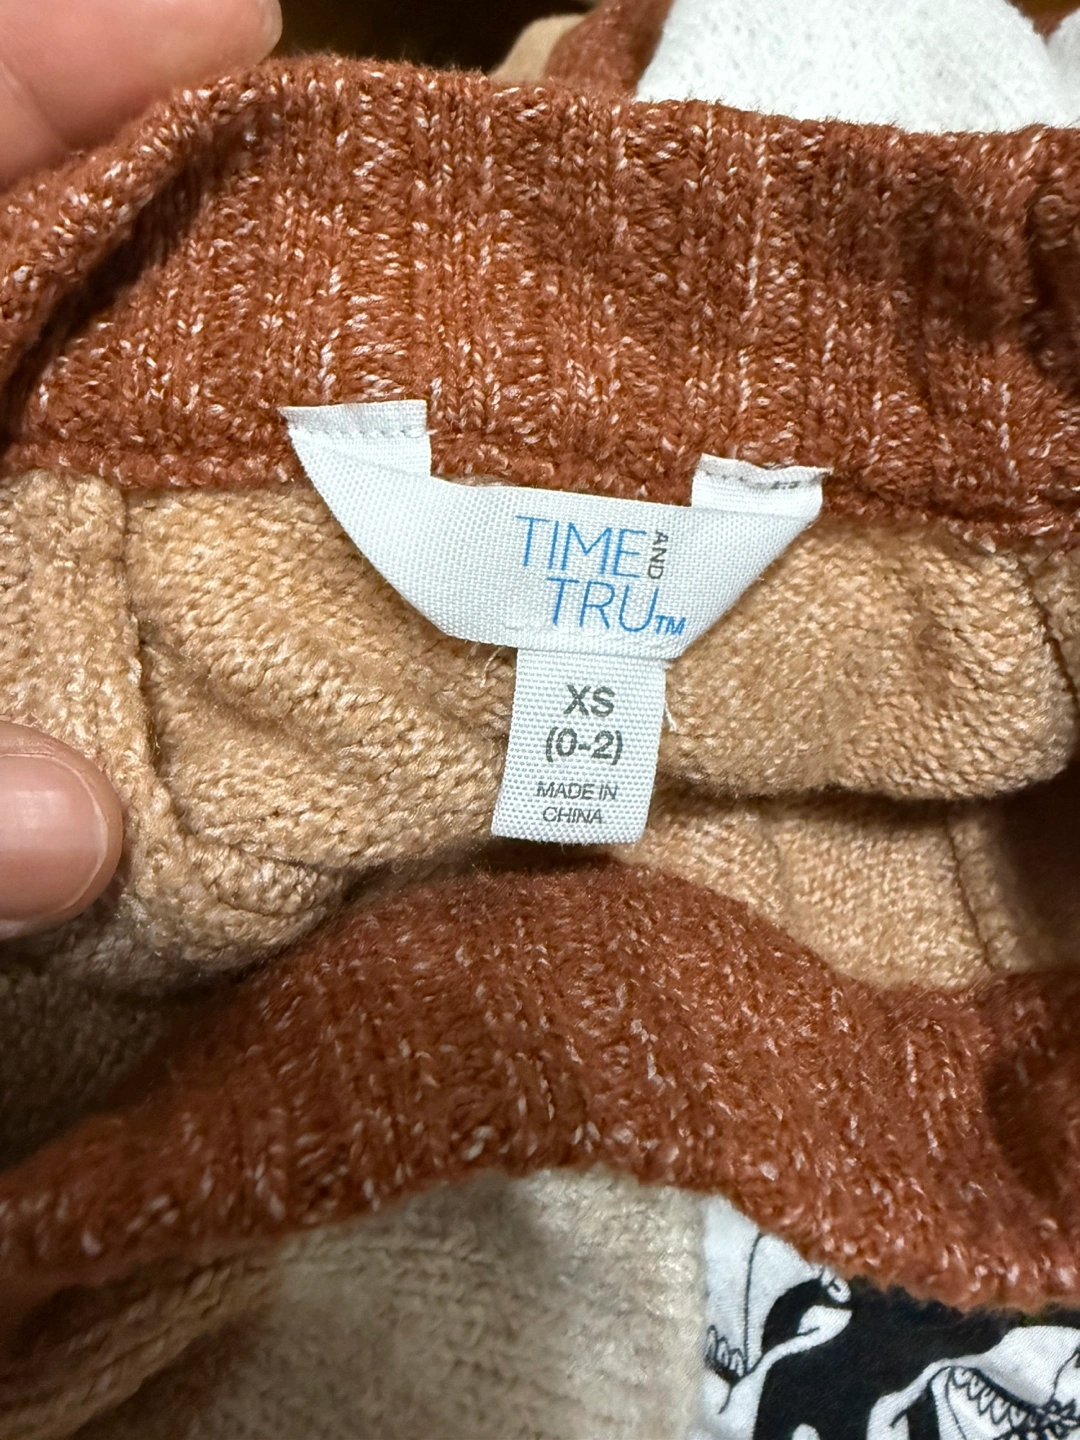 TIME AND
TRU™
XS
(0-2)
MADE IN
CHINA